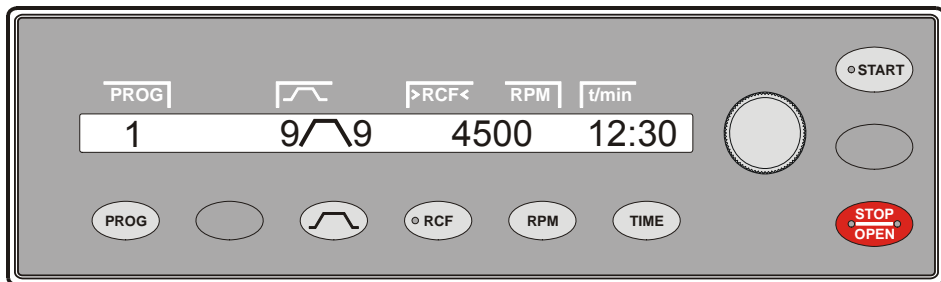 START
PROG >RCF< RPM t/min
1 9 9 4500 12:30
PROG RCF RPM TIME
STOP
OPEN